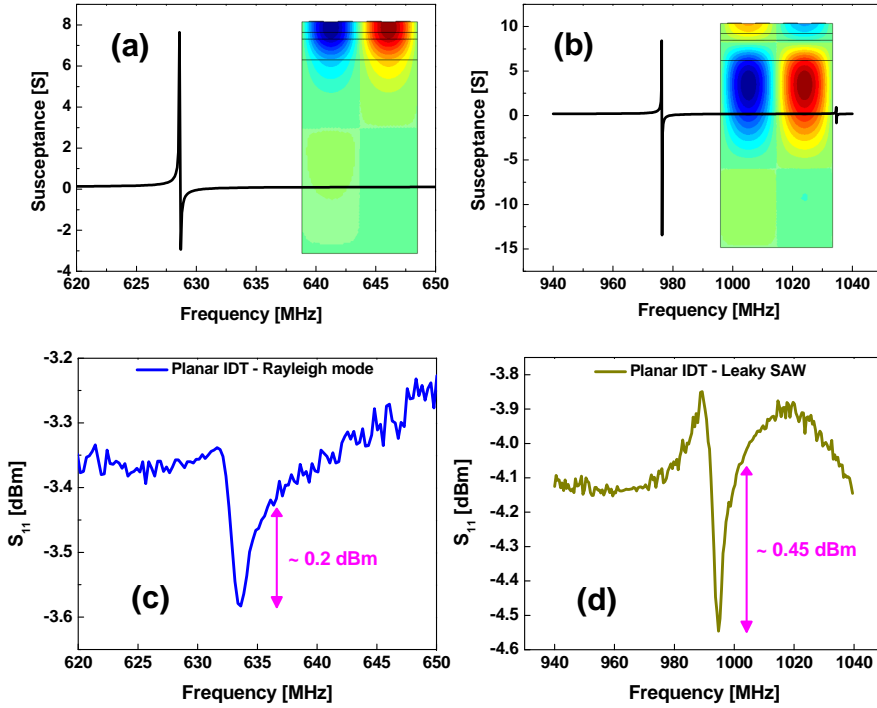 (a)
Susceptance [S]
8
6
4
2
0
-2
-4
620 630 635 640 645 650
Frequency [MHz]
(b)
Susceptance [S]
10
5
0
-5
-10
-15
940 960 980 1000 1020 1040
Frequency [MHz]
Planar IDT - Rayleigh mode
S11 [dBm]
-3.2
-3.3
-3.4
-3.5
-3.6
~ 0.2 dBm
(c)
620 625 630 635 640 645 650
Frequency [MHz]
Planar IDT - Leaky SAW
S11 [dBm]
-3.8
-3.9
-4.0
-4.1
-4.2
-4.3
-4.4
-4.5
-4.6
~ 0.45 dBm
(d)
940 960 980 1000 1020 1040
Frequency [MHz]